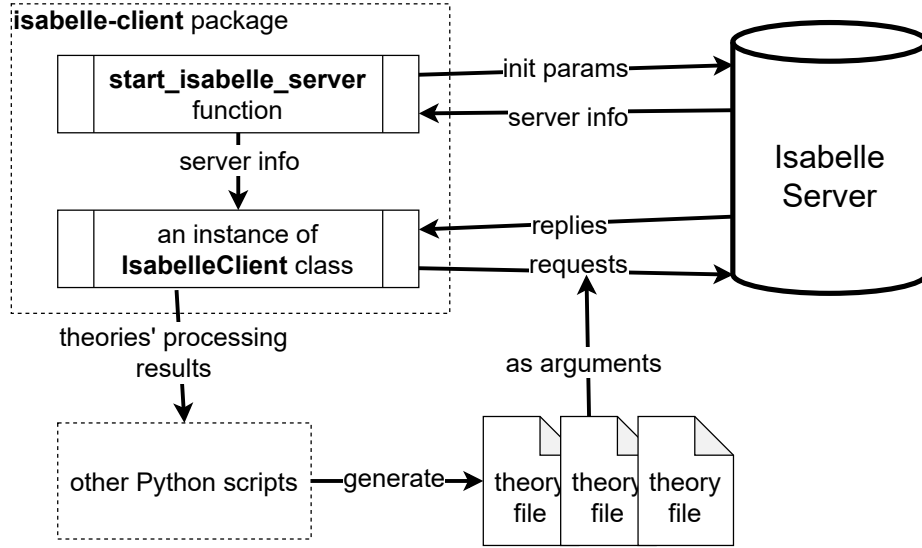 isabelle-client package
start_isabelle_server
function
init params
server info
server info
Isabelle
Server
an instance of
IsabelleClient class
replies
requests
theories' processing
results
as arguments
other Python scripts
generate
theory
file
theory
file
theory
file